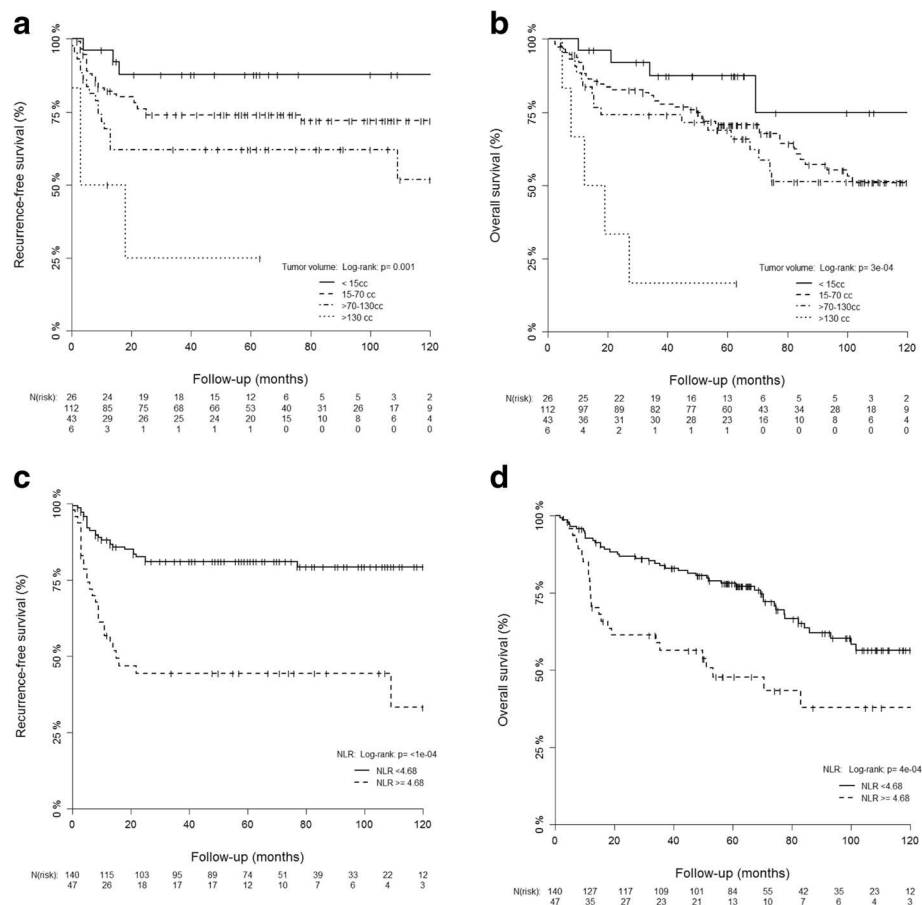 a
Recurrence-free survival (%)
100 %
75 %
50 %
25 %
0 %
Tumor volume: Log-rank: p= 0.001
< 15cc
15-70 cc
>70-130cc
>130 cc
0 20 40 60 80 100 120
Follow-up (months)
N(risk): 26 24 19 18 15 12 6 5 5 3 2
112 85 75 68 66 53 40 31 26 17 9
43 29 26 25 24 20 15 10 8 6 4
6 3 1 1 1 1 0 0 0 0 0
b
Overall survival (%)
100 %
75 %
50 %
25 %
0 %
Tumor volume: Log-rank: p= 3e-04
< 15cc
15-70 cc
>70-130cc
>130 cc
0 20 40 60 80 100 120
Follow-up (months)
N(risk): 26 25 22 19 16 13 6 5 5 3 2
112 97 89 82 77 60 43 34 28 18 9
43 36 31 30 28 23 16 10 8 6 4
6 4 2 1 1 1 0 0 0 0 0
c
Recurrence-free survival (%)
100 %
75 %
50 %
25 %
0 %
NLR: Log-rank: p= <1e-04
NLR <4.68
NLR >= 4.68
0 20 40 60 80 100 120
Follow-up (months)
N(risk): 140 115 103 95 89 74 51 39 33 22 12
47 26 18 17 17 12 10 7 6 4 3
d
Overall survival (%)
100 %
75 %
50 %
25 %
0 %
NLR: Log-rank: p= 4e-04
NLR <4.68
NLR >= 4.68
0 20 40 60 80 100 120
Follow-up (months)
N(risk): 140 127 117 109 101 84 55 42 35 23 12
47 35 27 23 21 13 10 7 6 4 3